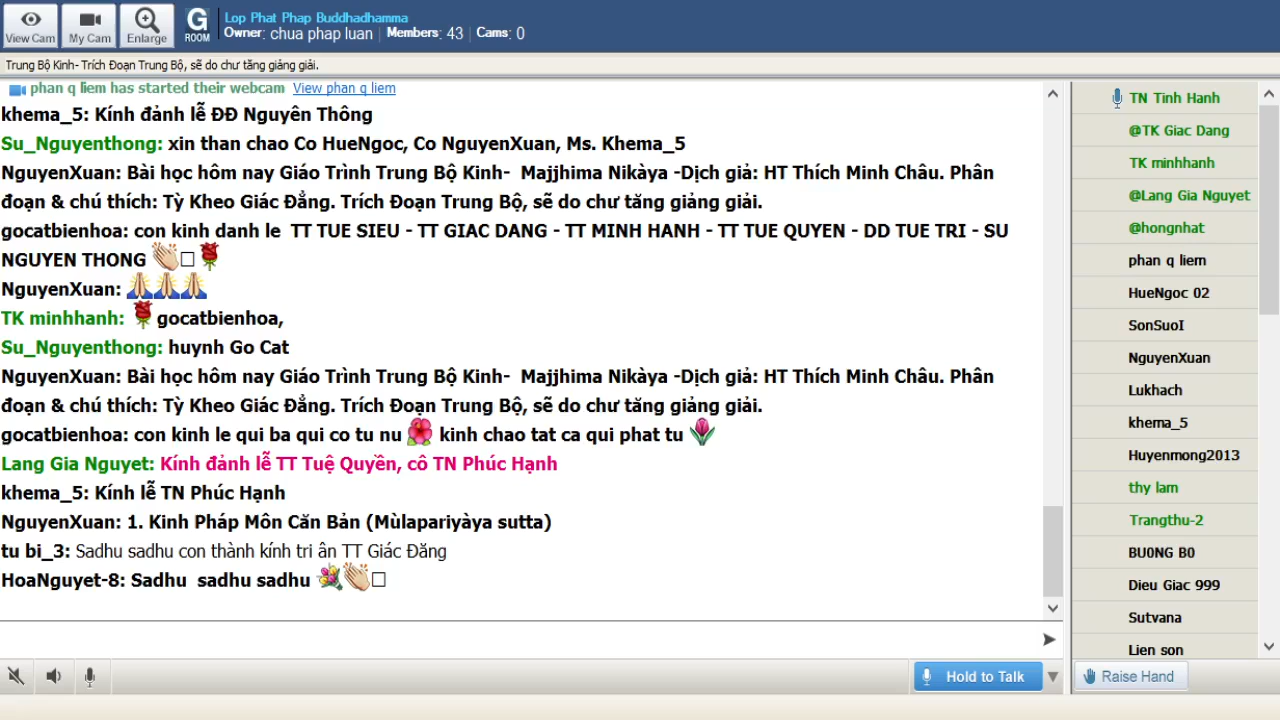 View Cam
My Cam
Enlarge
G
ROOM
Lop Phat Phap Buddhadhamma
Owner: chua phap luan | Members: 43 | Cams: 0
Trung Bộ Kinh- Trích Đoạn Trung Bộ, sẽ do chư tăng giảng giải.
phan q liem has started their webcam View phan q liem
khema_5: Kính đảnh lễ ĐĐ Nguyên Thông
Su_Nguyenthong: xin than chao Co HueNgoc, Co NguyenXuan, Ms. Khema_5
NguyenXuan: Bài học hôm nay Giáo Trình Trung Bộ Kinh- Majjhima Nikàya -Dịch giả: HT Thích Minh Châu. Phân
đoạn & chú thích: Tỳ Kheo Giác Đẳng. Trích Đoạn Trung Bộ, sẽ do chư tăng giảng giải.
gocatbienhoa: con kinh danh le TT TUE SIEU - TT GIAC DANG - TT MINH HANH - TT TUE QUYEN - DD TUE TRI - SU
NGUYEN THONG 👏□🌹
NguyenXuan: 🙏🙏🙏
TK minhhanh: 🌹gocatbienhoa,
Su_Nguyenthong: huynh Go Cat
NguyenXuan: Bài học hôm nay Giáo Trình Trung Bộ Kinh- Majjhima Nikàya -Dịch giả: HT Thích Minh Châu. Phân
đoạn & chú thích: Tỳ Kheo Giác Đẳng. Trích Đoạn Trung Bộ, sẽ do chư tăng giảng giải.
gocatbienhoa: con kinh le qui ba qui co tu nu 🌺 kinh chao tat ca qui phat tu 🌷
Lang Gia Nguyet: Kính đảnh lễ TT Tuệ Quyền, cô TN Phúc Hạnh
khema_5: Kính lễ TN Phúc Hạnh
NguyenXuan: 1. Kinh Pháp Môn Căn Bản (Mùlapariyàya sutta)
tu bi_3: Sadhu sadhu con thành kính tri ân TT Giác Đăng
HoaNguyet-8: Sadhu sadhu sadhu 💐👏□
TN Tinh Hanh
@TK Giac Dang
TK minhhanh
@Lang Gia Nguyet
@hongnhat
phan q liem
HueNgoc 02
SonSuoI
NguyenXuan
Lukhach
khema_5
Huyenmong2013
thy lam
Trangthu-2
BU0NG B0
Dieu Giac 999
Sutvana
Lien son
Hold to Talk
Raise Hand